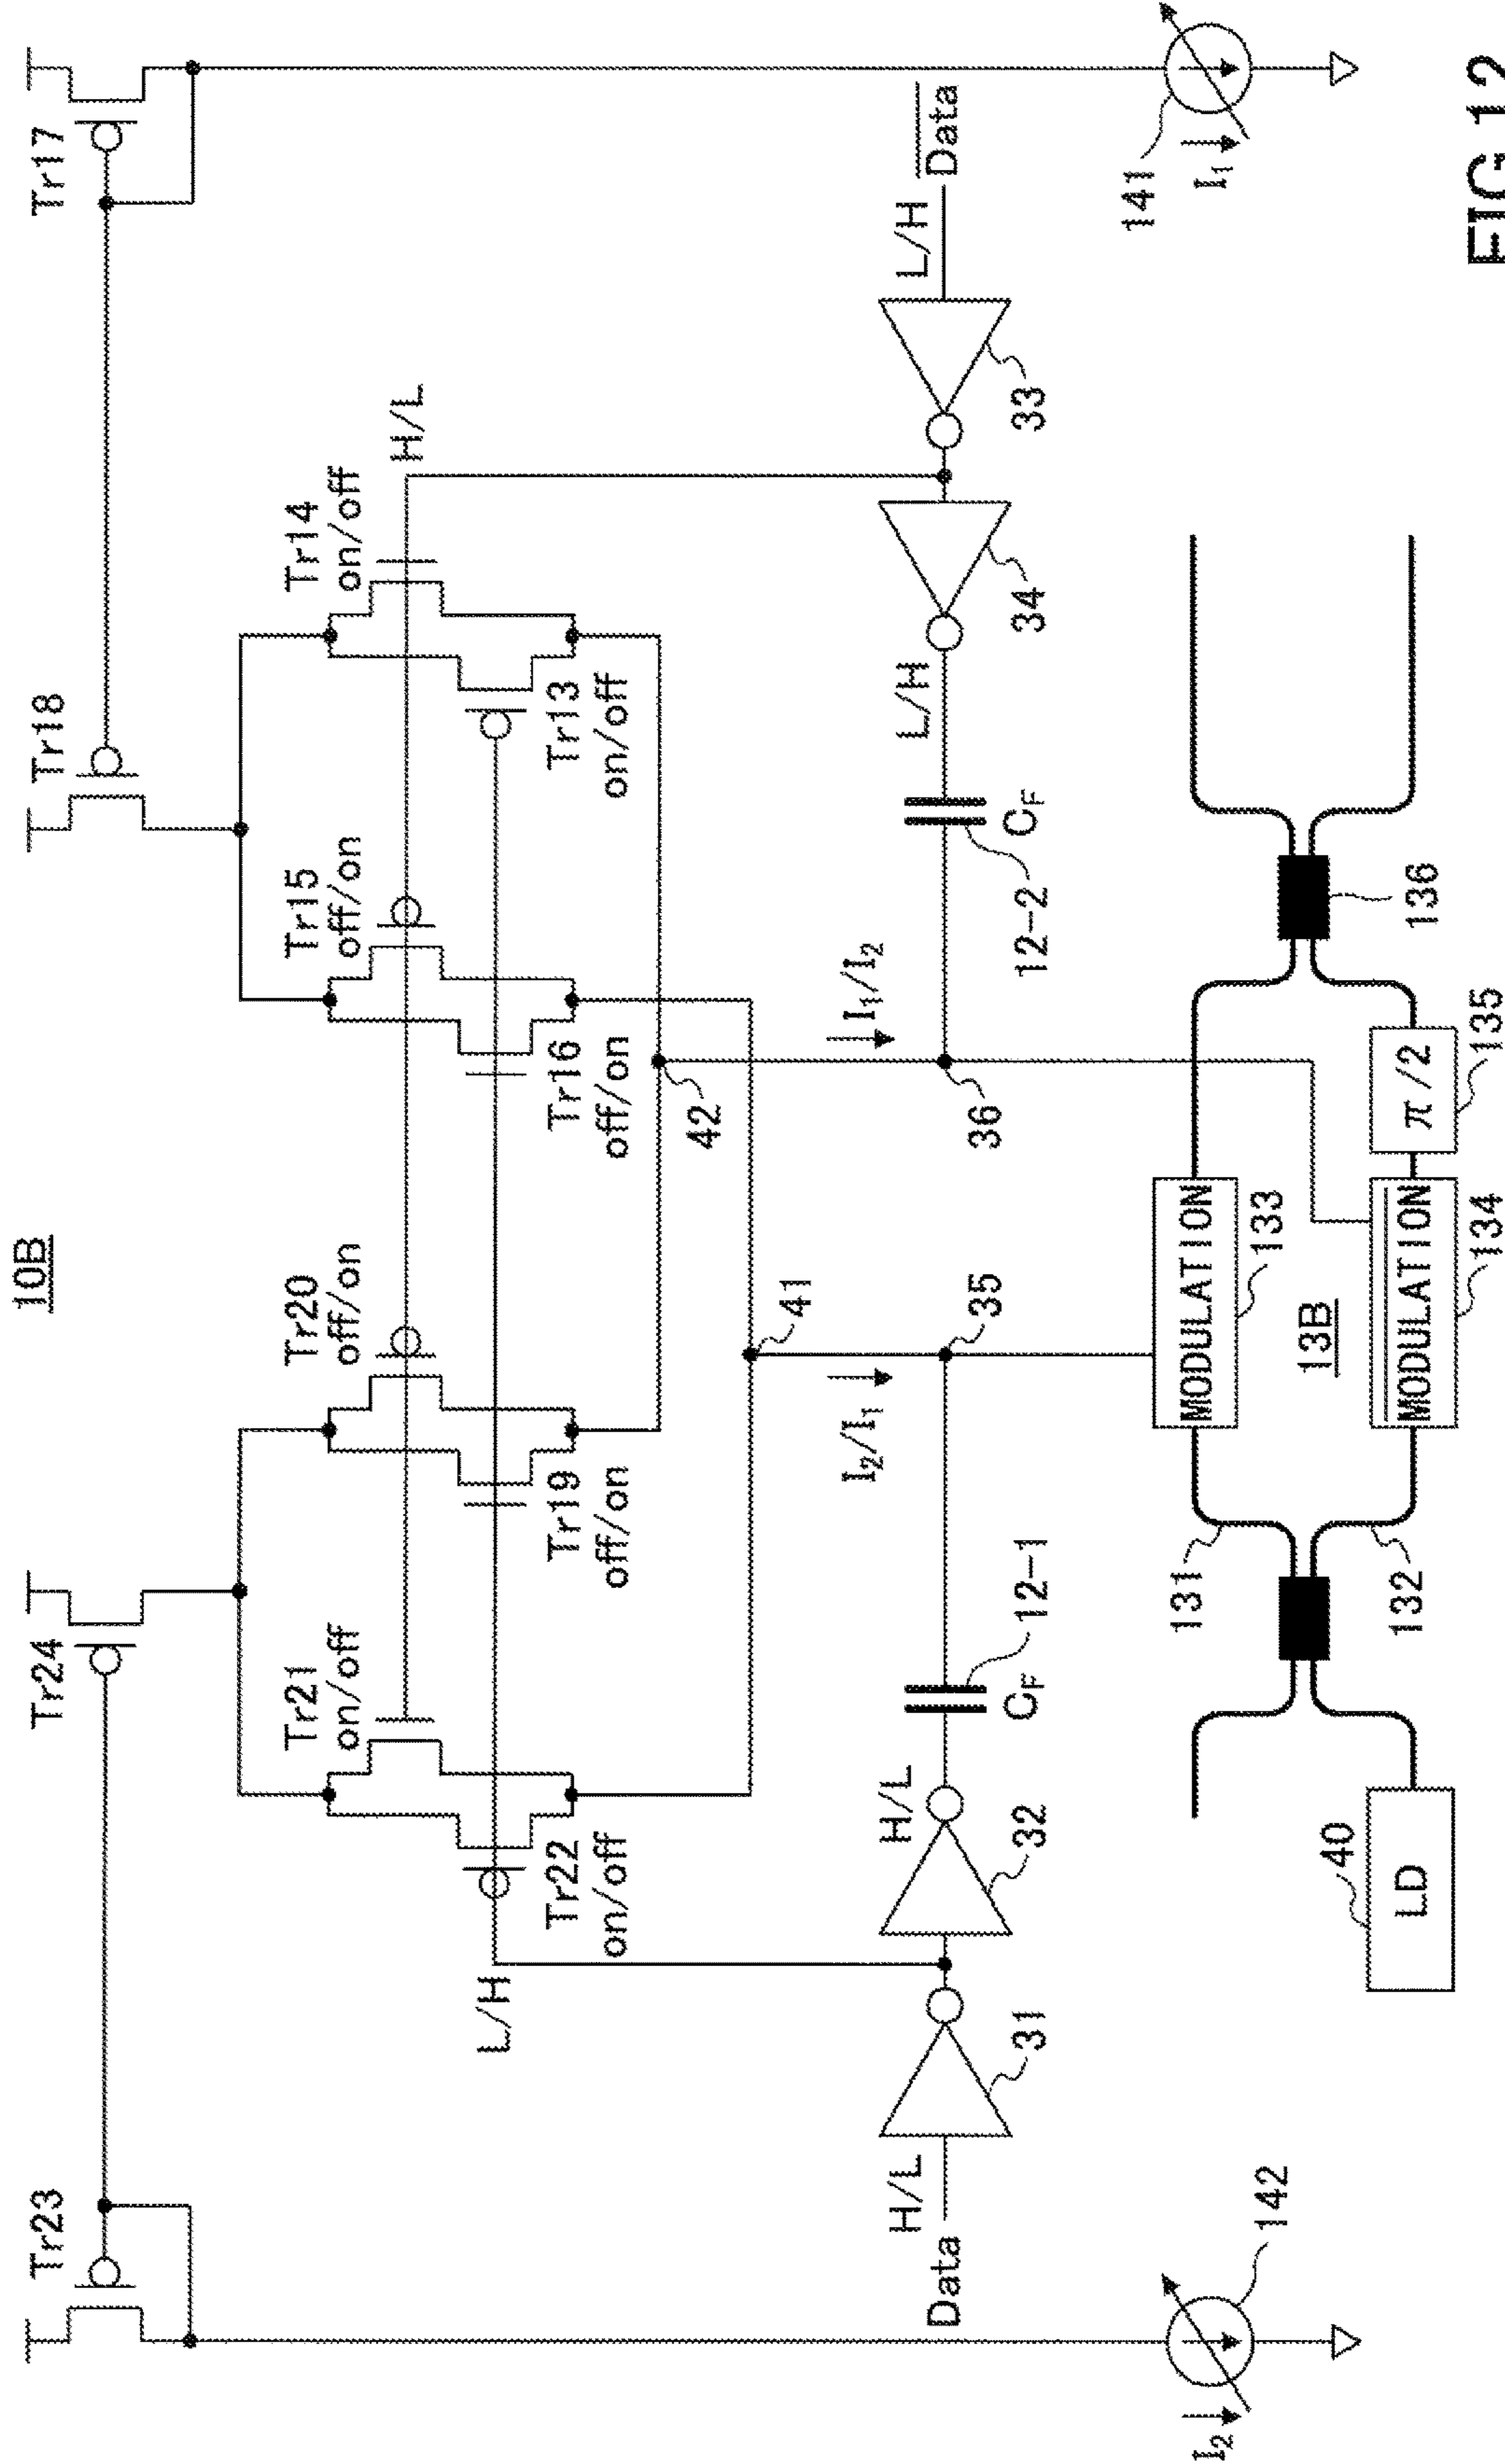 10B
Tr23
Tr24
Tr18
Tr17
Tr21
on/off
Tr20
off/on
Tr15
off/on
Tr14
on/off
H/L
L/H
Tr22
on/off
Tr19
off/on
Tr16
off/on
Tr13
on/off
42
41
I₂/I₁
I₁/I₂
H/L
Data
31
32
H/L
C_F
12-1
35
36
12-2
C_F
L/H
34
33
L/H
D̅a̅t̅a̅
I₂
142
141
I₁
131
MODULATION
133
13B
40
LD
132
M̅O̅D̅U̅L̅A̅T̅I̅O̅N̅
134
π/2
135
136
FIG.12